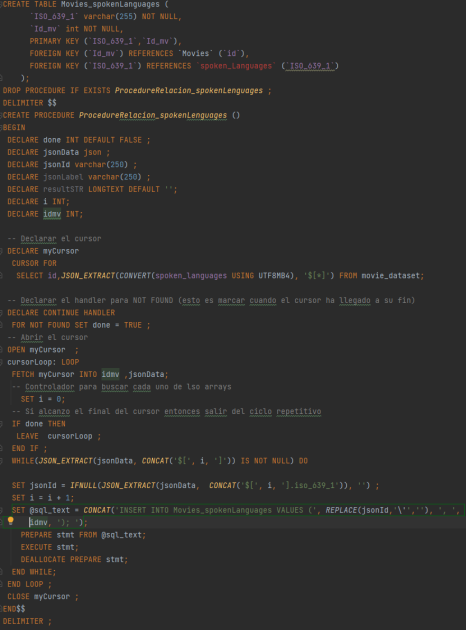 CREATE TABLE Movies_spokenLanguages (
`ISO_639_1` varchar(255) NOT NULL,
`Id_mv` int NOT NULL,
PRIMARY KEY (`ISO_639_1`,`Id_mv`),
FOREIGN KEY (`Id_mv`) REFERENCES `Movies` (`id`),
FOREIGN KEY (`ISO_639_1`) REFERENCES `spoken_Languages` (`ISO_639_1`)
);
DROP PROCEDURE IF EXISTS ProcedureRelacion_spokenLenguages ;
DELIMITER $$
CREATE PROCEDURE ProcedureRelacion_spokenLenguages ()
BEGIN
DECLARE done INT DEFAULT FALSE ;
DECLARE jsonData json ;
DECLARE jsonId varchar(250) ;
DECLARE jsonLabel varchar(250) ;
DECLARE resultSTR LONGTEXT DEFAULT '';
DECLARE i INT;
DECLARE idmv INT;
-- Declarar el cursor
DECLARE myCursor
CURSOR FOR
SELECT id,JSON_EXTRACT(CONVERT(spoken_languages USING UTF8MB4), '$[*]') FROM movie_dataset;
-- Declarar el handler para NOT FOUND (esto es marcar cuando el cursor ha llegado a su fin)
DECLARE CONTINUE HANDLER
FOR NOT FOUND SET done = TRUE ;
-- Abrir el cursor
OPEN myCursor ;
cursorLoop: LOOP
FETCH myCursor INTO idmv ,jsonData;
-- Controlador para buscar cada uno de lso arrays
SET i = 0;
-- Si alcanzo el final del cursor entonces salir del ciclo repetitivo
IF done THEN
LEAVE cursorLoop ;
END IF ;
WHILE(JSON_EXTRACT(jsonData, CONCAT('$[', i, ']')) IS NOT NULL) DO
SET jsonId = IFNULL(JSON_EXTRACT(jsonData, CONCAT('$[', i, '].iso_639_1')), '') ;
SET i = i + 1;
SET @sql_text = CONCAT('INSERT INTO Movies_spokenLanguages VALUES (', REPLACE(jsonId,'\'',''), ', ',
idmv, '); ');
PREPARE stmt FROM @sql_text;
EXECUTE stmt;
DEALLOCATE PREPARE stmt;
END WHILE;
END LOOP ;
CLOSE myCursor ;
END$$
DELIMITER ;